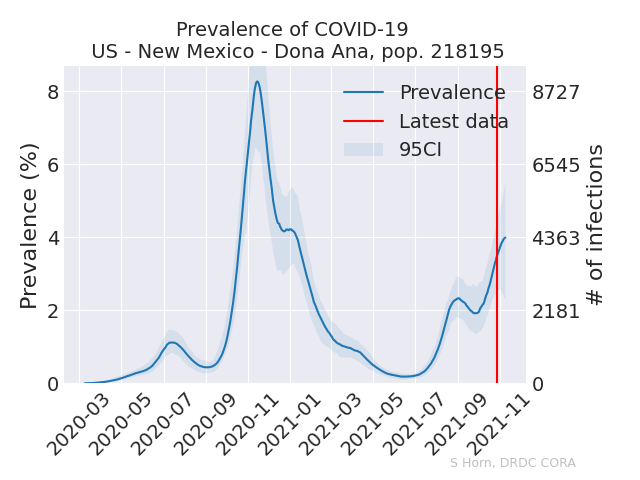 Prevalence of COVID-19
US - New Mexico - Dona Ana, pop. 218195
Prevalence (%)
8
6
4
2
0
Prevalence
Latest data
95CI
8727
6545
4363
2181
0
# of infections
2020-03
2020-05
2020-07
2020-09
2020-11
2021-01
2021-03
2021-05
2021-07
2021-09
2021-11
S Horn, DRDC CORA